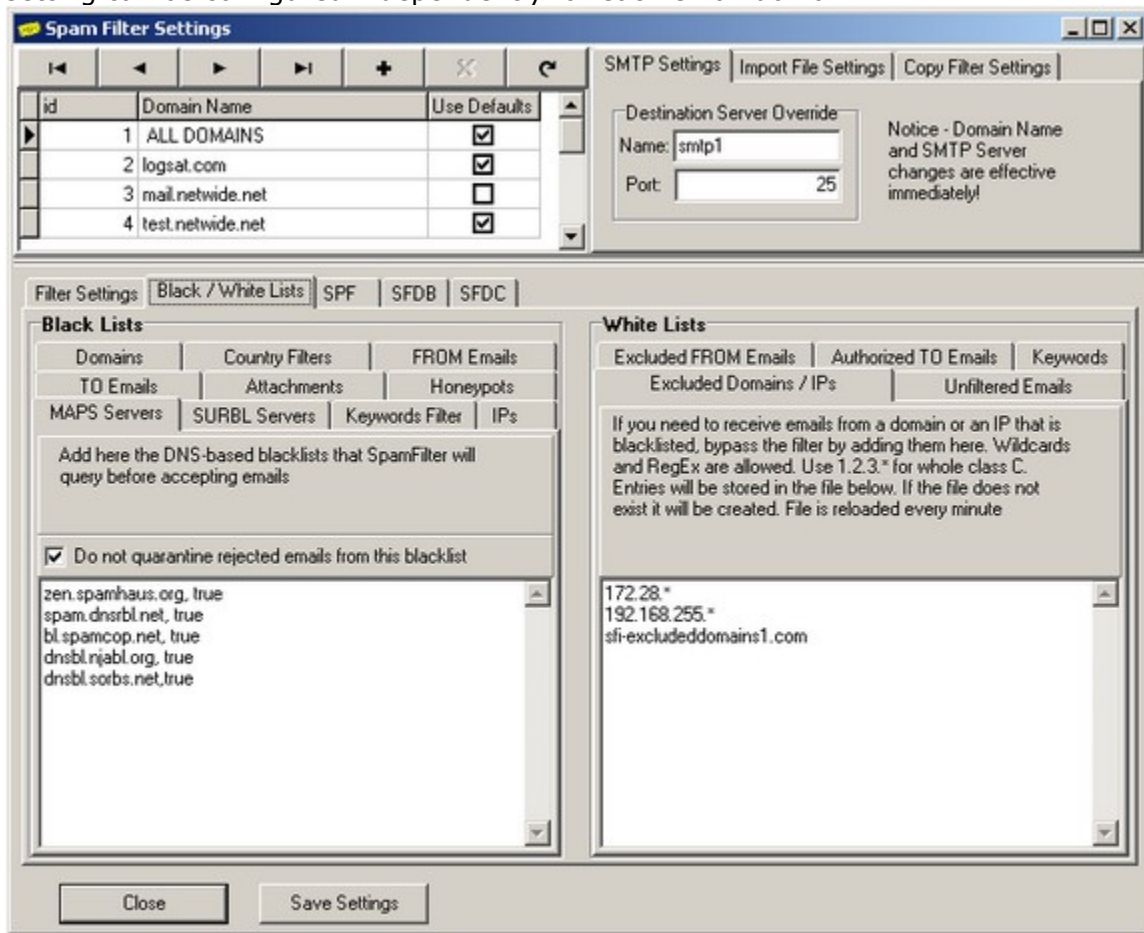 Spam Filter Settings
id Domain Name Use Defaults
1 ALL DOMAINS
2 logsat.com
3 mail.netwide.net
4 test.netwide.net
SMTP Settings Import File Settings Copy Filter Settings
Destination Server Override
Name: smtp1
Port: 25
Notice - Domain Name
and SMTP Server
changes are effective
immediately!
Filter Settings Black / White Lists SPF SFDB SFDC
Black Lists
Domains Country Filters FROM Emails
TO Emails Attachments Honeypots
MAPS Servers SURBL Servers Keywords Filter IPs
Add here the DNS-based blacklists that SpamFilter will
query before accepting emails
Do not quarantine rejected emails from this blacklist
zen.spamhaus.org, true
spam.dnsrbl.net, true
bl.spamcop.net, true
dnsbl.njabl.org, true
dnsbl.sorbs.net,true
White Lists
Excluded FROM Emails Authorized TO Emails Keywords
Excluded Domains / IPs Unfiltered Emails
If you need to receive emails from a domain or an IP that is
blacklisted, bypass the filter by adding them here. Wildcards
and RegEx are allowed. Use 1.2.3.* for whole class C.
Entries will be stored in the file below. If the file does not
exist it will be created. File is reloaded every minute
172.28.*
192.168.255.*
sfi-excludeddomains1.com
Close Save Settings